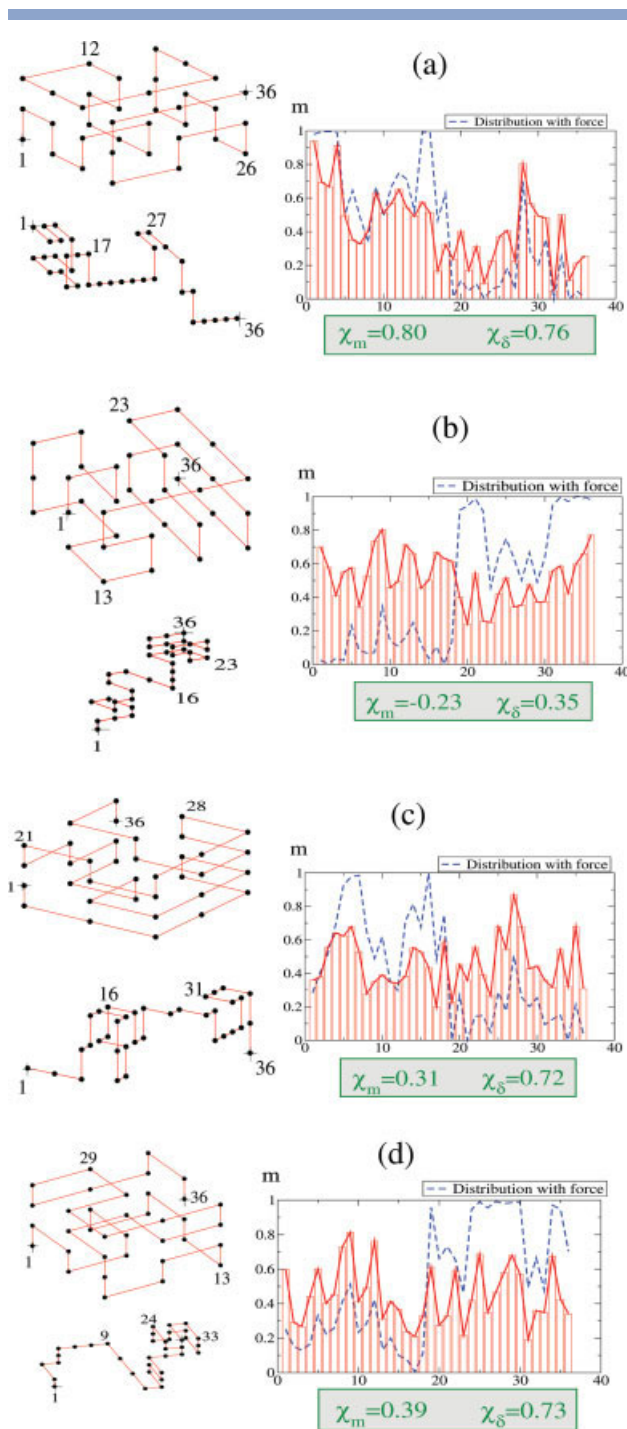 (a)
12
36
1
26
1
17
27
36
m
Distribution with force
1
0.8
0.6
0.4
0.2
0
0 10 20 30 40
χm=0.80 χδ=0.76
(b)
23
36
1
13
36
23
16
1
m
Distribution with force
1
0.8
0.6
0.4
0.2
0
0 10 20 30 40
χm=-0.23 χδ=0.35
(c)
28
36
21
1
16
31
1
36
m
Distribution with force
1
0.8
0.6
0.4
0.2
0
0 10 20 30 40
χm=0.31 χδ=0.72
(d)
29
36
1
13
24
9
33
1
m
Distribution with force
1
0.8
0.6
0.4
0.2
0
0 10 20 30 40
χm=0.39 χδ=0.73